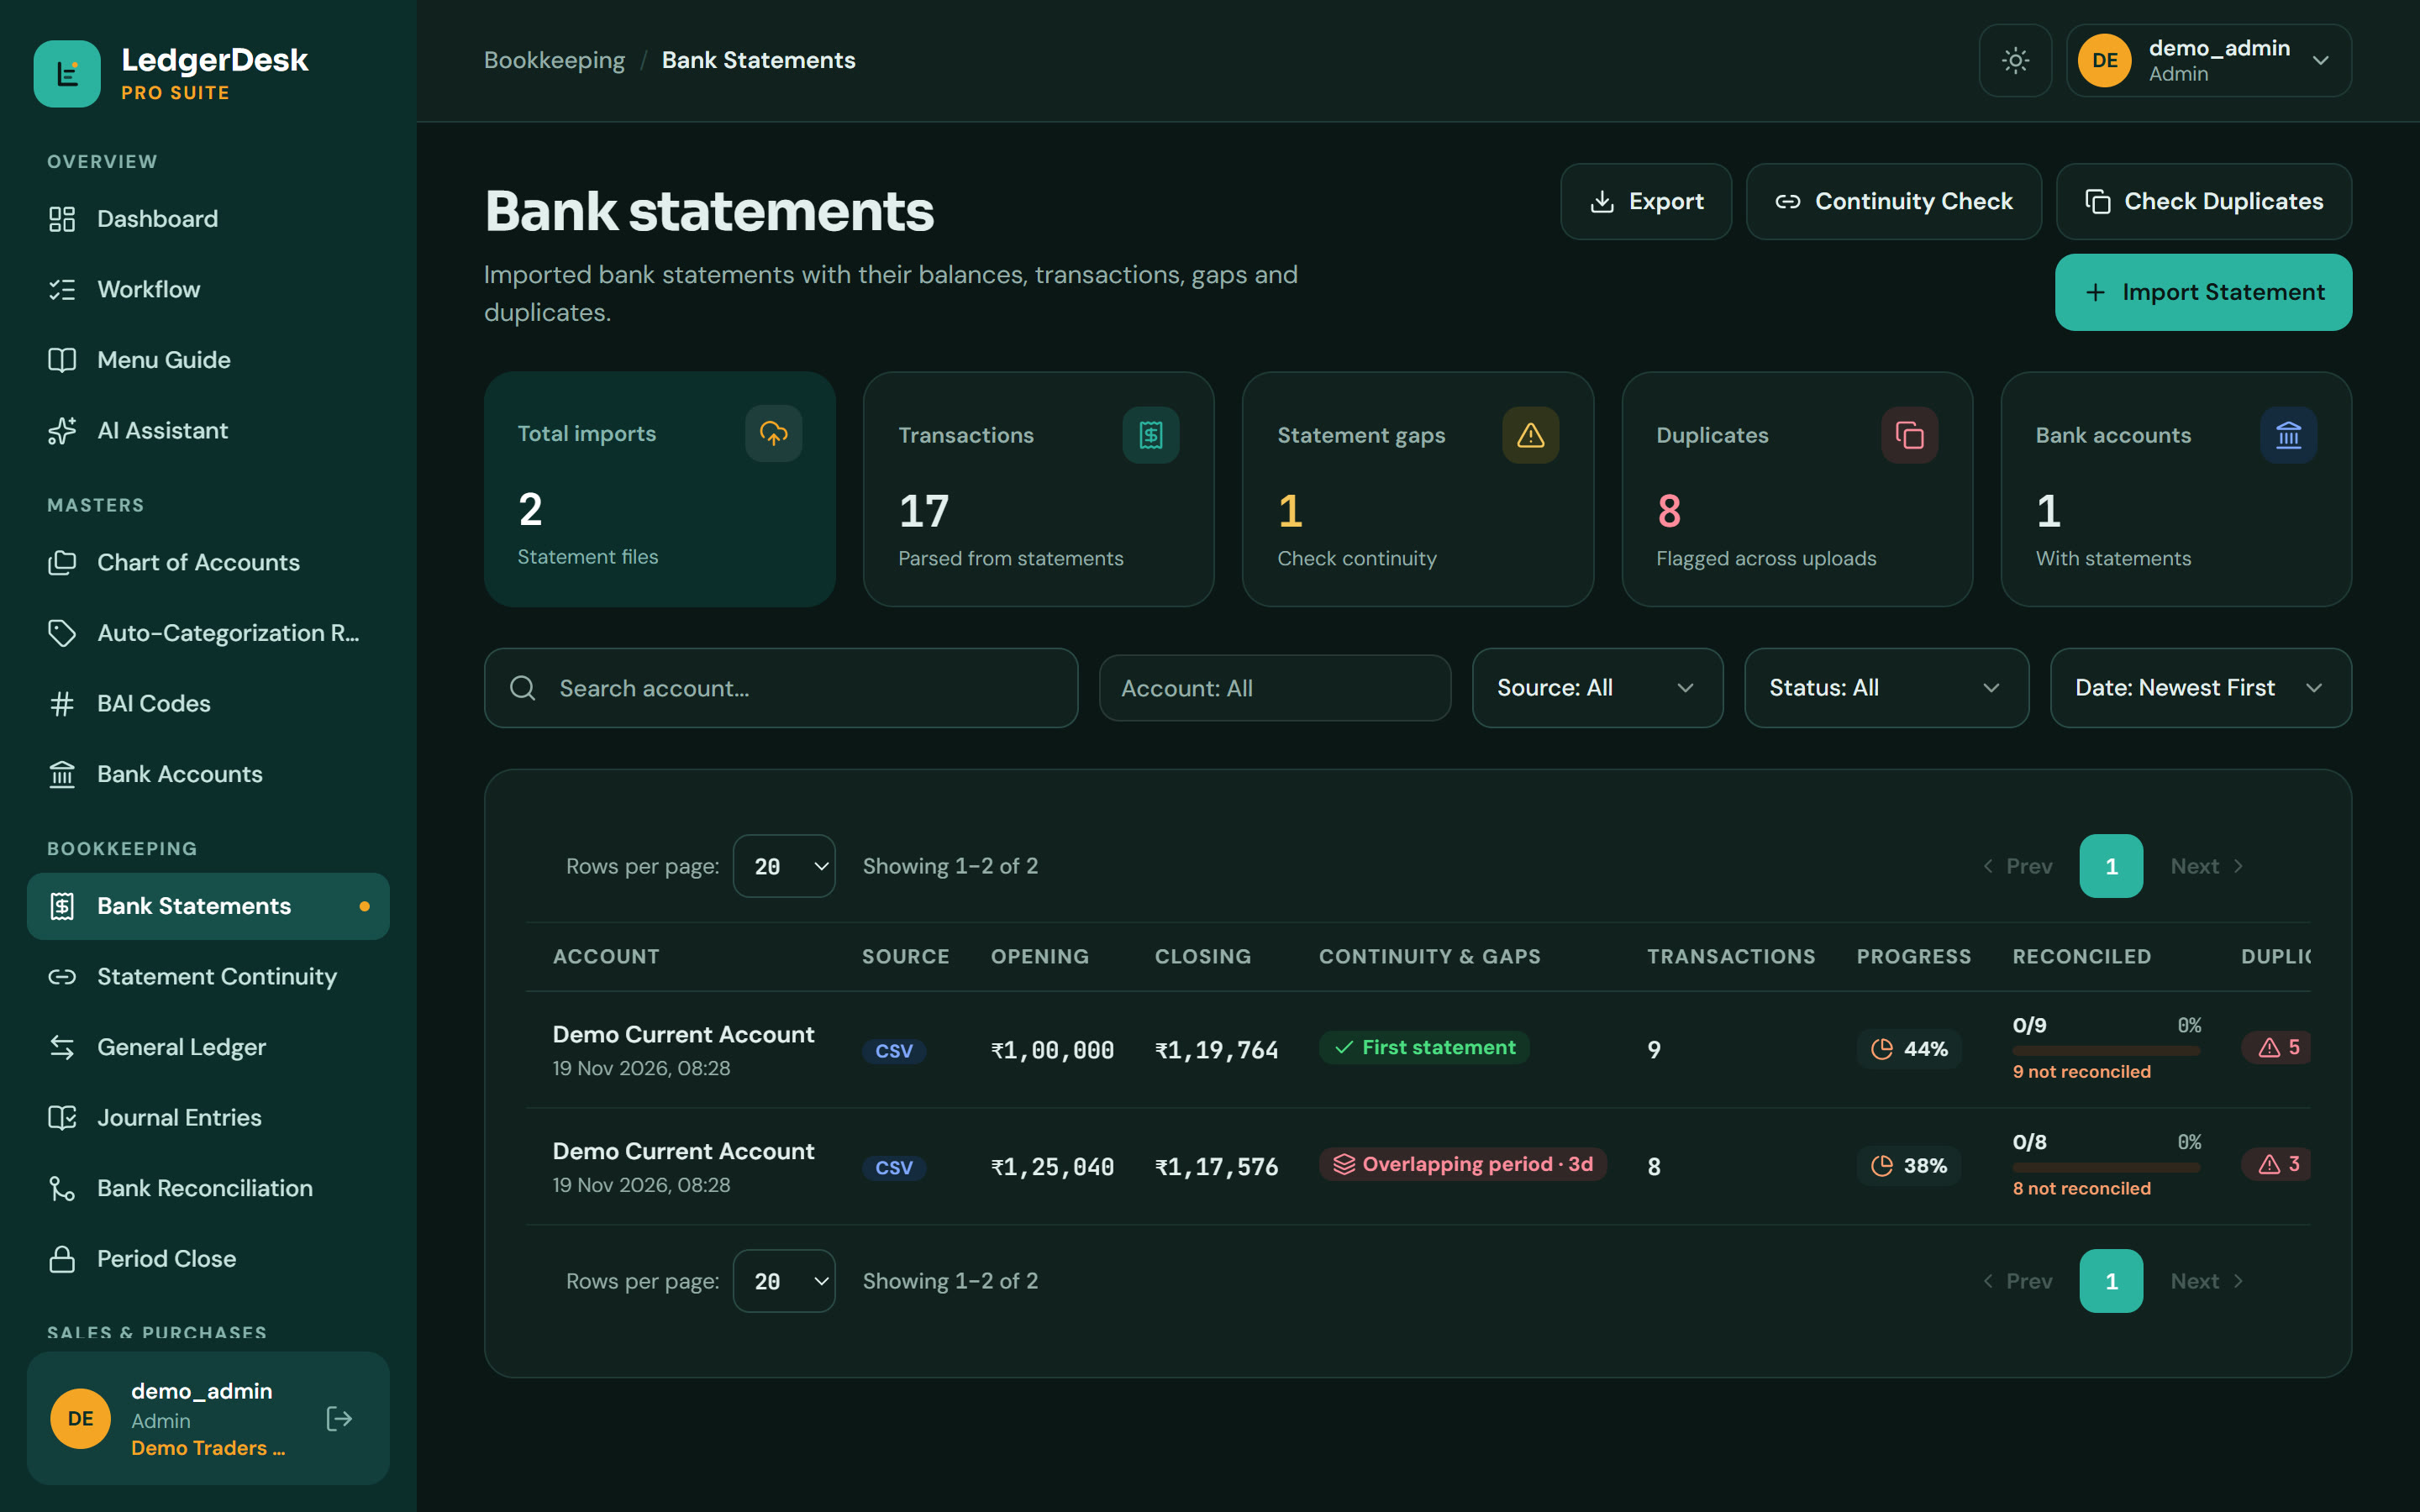 LedgerDesk
PRO SUITE
OVERVIEW
Dashboard
Workflow
Menu Guide
AI Assistant
MASTERS
Chart of Accounts
Auto-Categorization R...
BAI Codes
Bank Accounts
BOOKKEEPING
Bank Statements
Statement Continuity
General Ledger
Journal Entries
Bank Reconciliation
Period Close
SALES & PURCHASES
DE
demo_admin
Admin
Demo Traders ...
Bookkeeping / Bank Statements
DE
demo_admin
Admin
Bank statements
Imported bank statements with their balances, transactions, gaps and
duplicates.
Export
Continuity Check
Check Duplicates
Import Statement
Total imports
2
Statement files
Transactions
17
Parsed from statements
Statement gaps
1
Check continuity
Duplicates
8
Flagged across uploads
Bank accounts
1
With statements
Search account...
Account: All
Source: All
Status: All
Date: Newest First
Rows per page: 20 Showing 1–2 of 2
Prev 1 Next
ACCOUNT SOURCE OPENING CLOSING CONTINUITY & GAPS TRANSACTIONS PROGRESS RECONCILED DUPLIC
Demo Current Account
19 Nov 2026, 08:28
CSV
₹1,00,000
₹1,19,764
First statement
9
44%
0/9 0%
9 not reconciled
5
Demo Current Account
19 Nov 2026, 08:28
CSV
₹1,25,040
₹1,17,576
Overlapping period · 3d
8
38%
0/8 0%
8 not reconciled
3
Rows per page: 20 Showing 1–2 of 2
Prev 1 Next